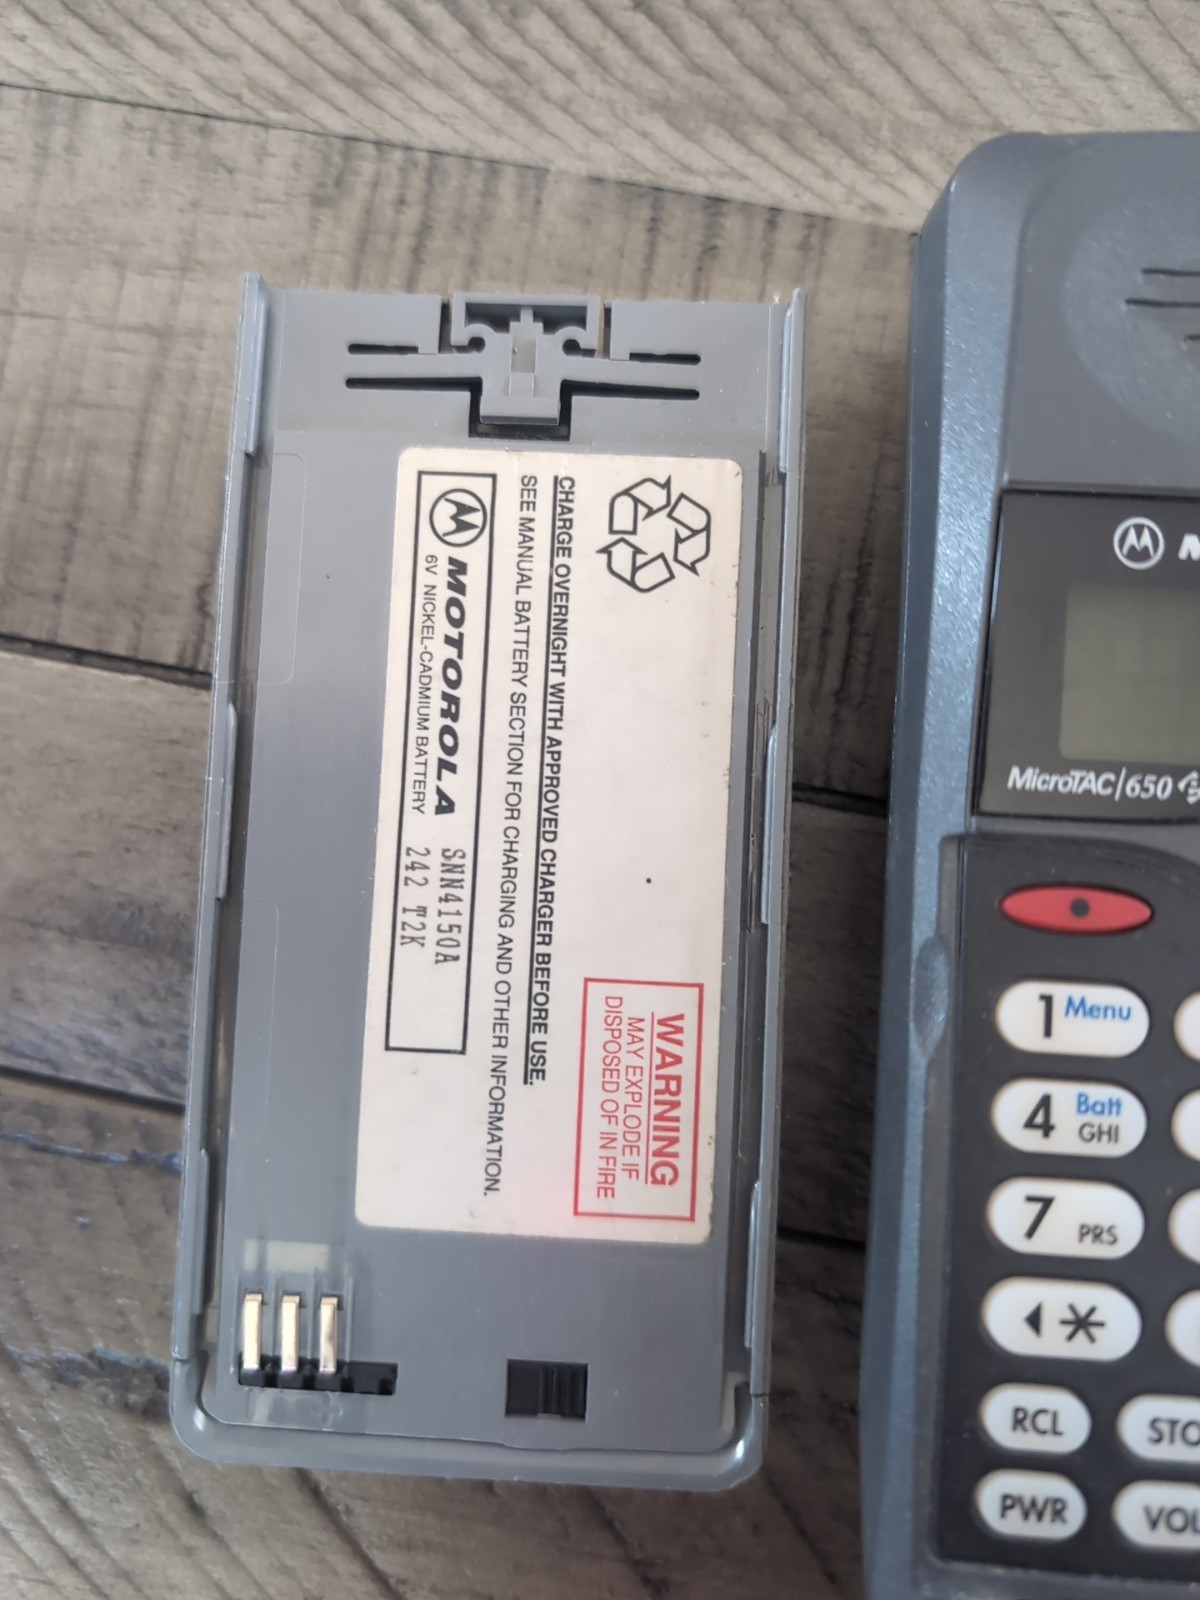 CHARGE OVERNIGHT WITH APPROVED CHARGER BEFORE USE.
SEE MANUAL BATTERY SECTION FOR CHARGING AND OTHER INFORMATION.
MOTOROLA SNN4150A
6V NICKEL-CADMIUM BATTERY 242 T2K
WARNING
MAY EXPLODE IF
DISPOSED OF IN FIRE
MicroTAC/650
1 Menu
4 Batt GHI
7 PRS
*
RCL
PWR